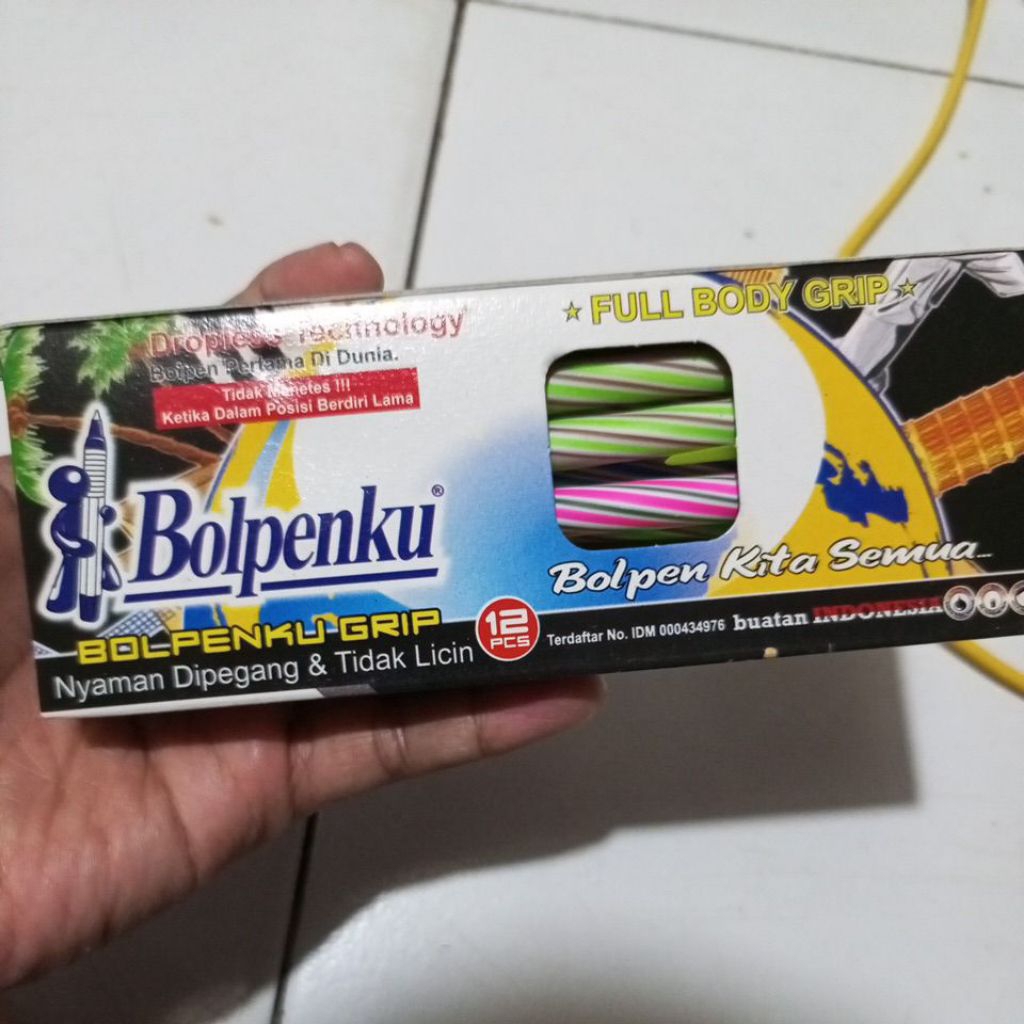 Dropless Technology
Bolpen Pertama Di Dunia.
Tidak Menetes !!!
Ketika Dalam Posisi Berdiri Lama
FULL BODY GRIP
Bolpenku®
Bolpen Kita Semua...
BOLPENKU GRIP
Nyaman Dipegang & Tidak Licin
12
PCS
Terdaftar No. IDM 000434976 buatan INDONESIA